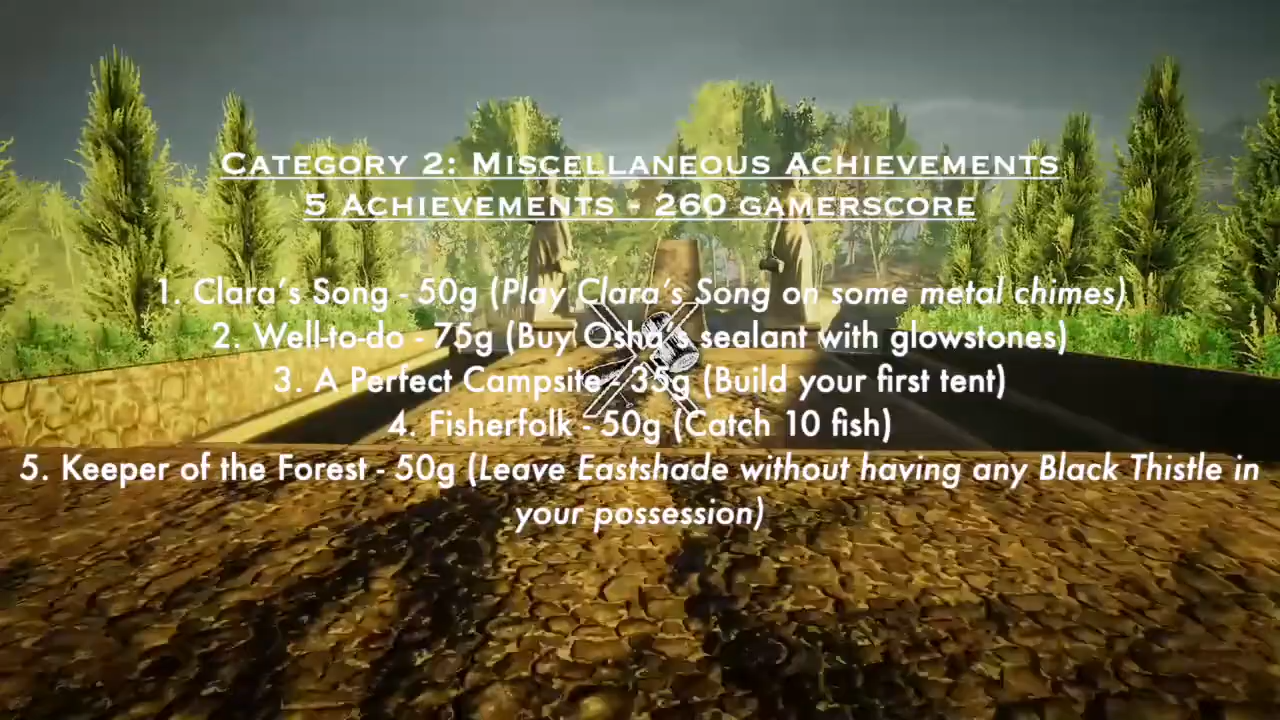 Category 2: Miscellaneous Achievements
5 Achievements - 260 gamerscore
1. Clara's Song - 50g (Play Clara's Song on some metal chimes)
2. Well-to-do - 75g (Buy Osha's sealant with glowstones)
3. A Perfect Campsite - 35g (Build your first tent)
4. Fisherfolk - 50g (Catch 10 fish)
5. Keeper of the Forest - 50g (Leave Eastshade without having any Black Thistle in
your possession)